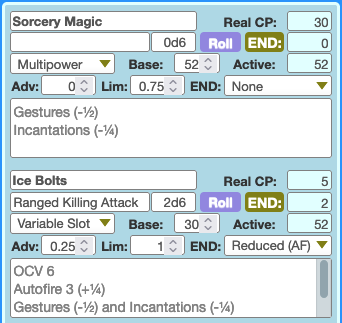 Sorcery Magic Real CP: 30
0d6 Roll END: 0
Multipower Base: 52 Active: 52
Adv: 0 Lim: 0.75 END: None
Gestures (-½)
Incantations (-¼)
Ice Bolts Real CP: 5
Ranged Killing Attack 2d6 Roll END: 2
Variable Slot Base: 30 Active: 52
Adv: 0.25 Lim: 1 END: Reduced (AF)
OCV 6
Autofire 3 (+¼)
Gestures (-½) and Incantations (-¼)